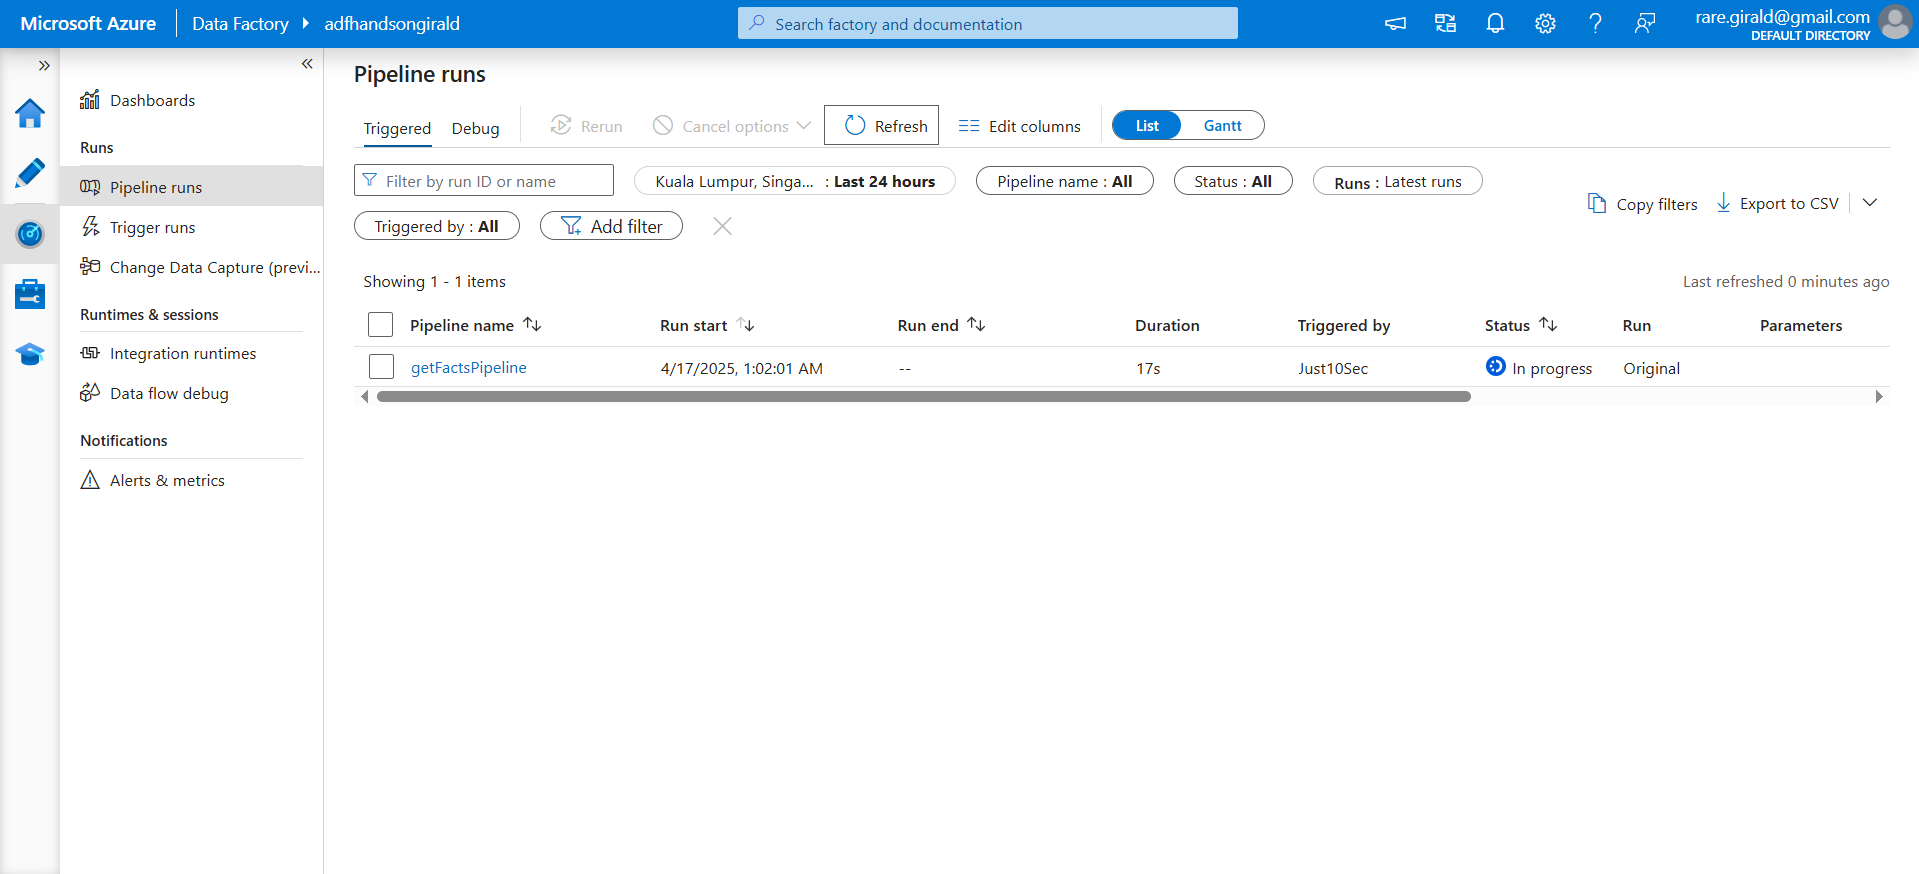 Microsoft Azure
Data Factory
adfhandsongirald
Search factory and documentation
rare.girald@gmail.com
DEFAULT DIRECTORY
Dashboards
Runs
Pipeline runs
Trigger runs
Change Data Capture (previ...
Runtimes & sessions
Integration runtimes
Data flow debug
Notifications
Alerts & metrics
Pipeline runs
Triggered Debug Rerun Cancel options Refresh Edit columns List Gantt
Filter by run ID or name
Kuala Lumpur, Singa... : Last 24 hours
Pipeline name : All
Status : All
Runs : Latest runs
Triggered by : All
Add filter
Copy filters
Export to CSV
Showing 1 - 1 items
Last refreshed 0 minutes ago
Pipeline name Run start Run end Duration Triggered by Status Run Parameters
getFactsPipeline 4/17/2025, 1:02:01 AM -- 17s Just10Sec In progress Original